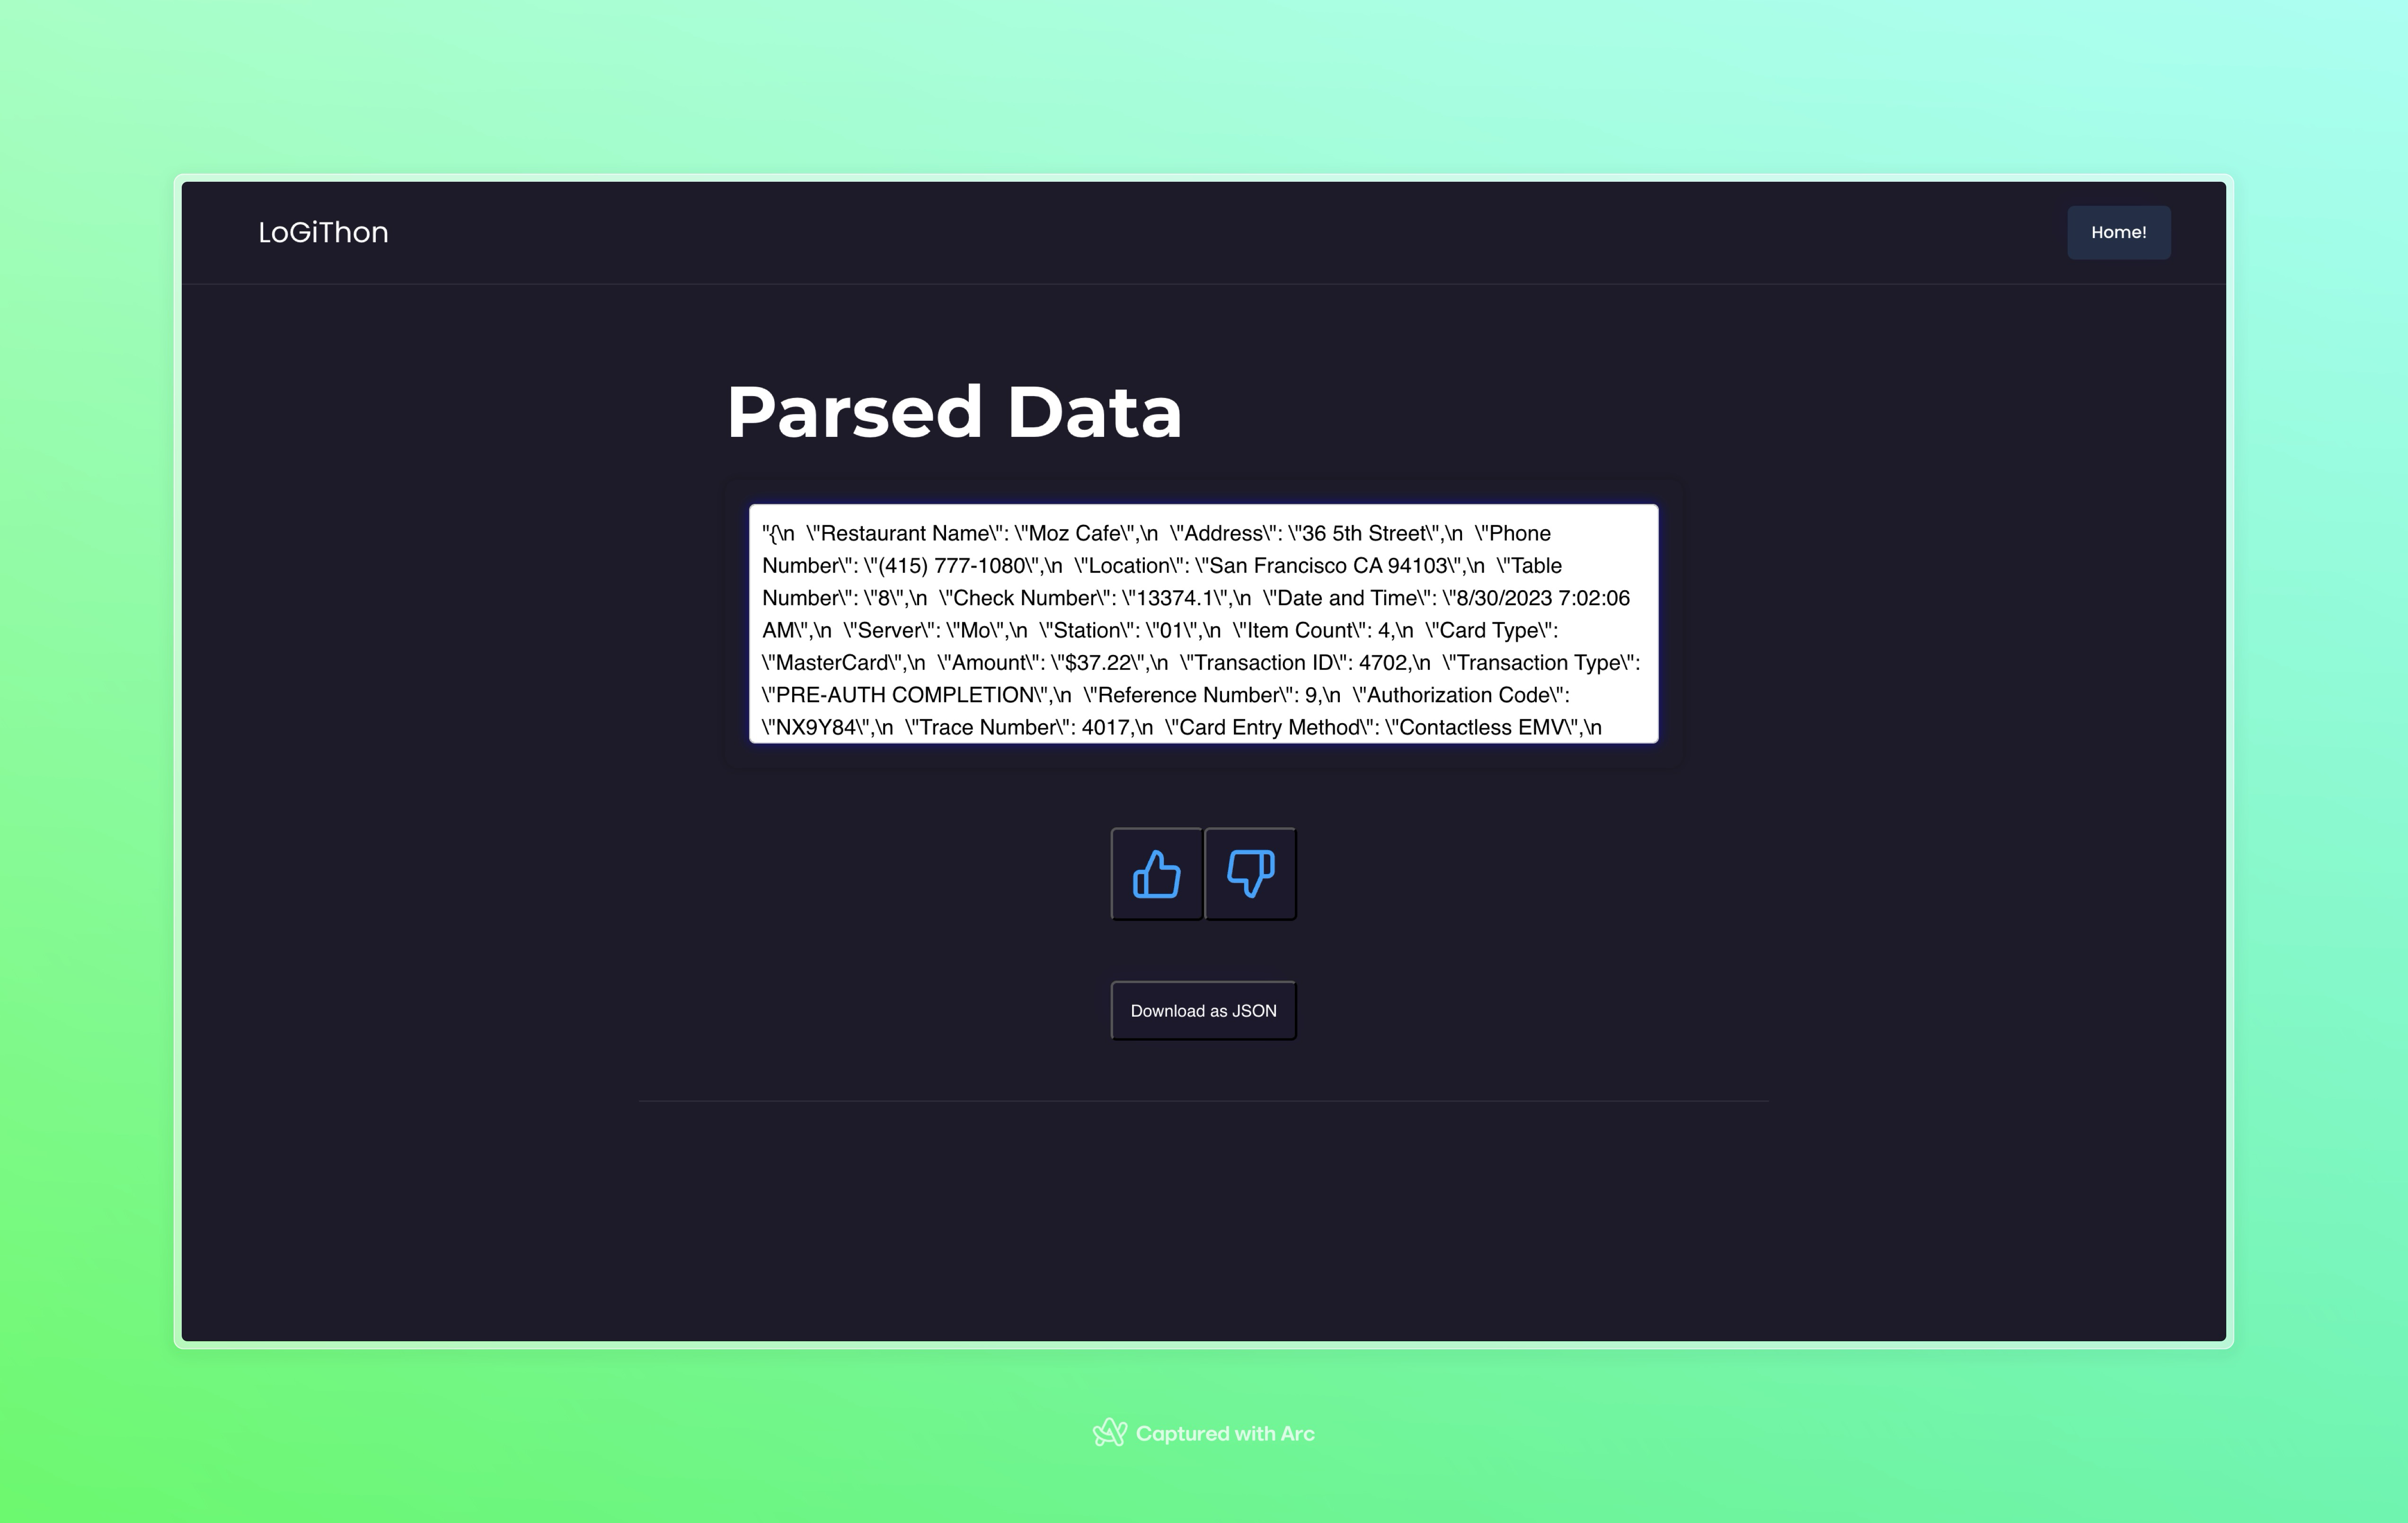 LoGiThon
Home!
Parsed Data
"{\n  \"Restaurant Name\": \"Moz Cafe\",\n  \"Address\": \"36 5th Street\",\n  \"Phone
Number\": \"(415) 777-1080\",\n  \"Location\": \"San Francisco CA 94103\",\n  \"Table
Number\": \"8\",\n  \"Check Number\": \"13374.1\",\n  \"Date and Time\": \"8/30/2023 7:02:06
AM\",\n  \"Server\": \"Mo\",\n  \"Station\": \"01\",\n  \"Item Count\": 4,\n  \"Card Type\":
\"MasterCard\",\n  \"Amount\": \"$37.22\",\n  \"Transaction ID\": 4702,\n  \"Transaction Type\":
\"PRE-AUTH COMPLETION\",\n  \"Reference Number\": 9,\n  \"Authorization Code\":
\"NX9Y84\",\n  \"Trace Number\": 4017,\n  \"Card Entry Method\": \"Contactless EMV\",\n
Download as JSON
Captured with Arc